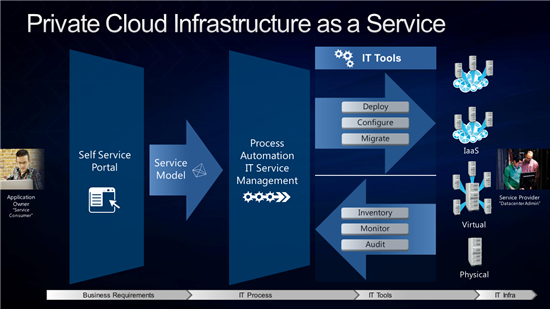 Private Cloud Infrastructure as a Service
IT Tools
Deploy
Configure
Migrate
IaaS
Self Service
Portal
Service
Model
Process
Automation
IT Service
Management
Application
Owner
"Service
Consumer"
Service Provider
"Datacenter Admin"
Inventory
Monitor
Audit
Virtual
Physical
Business Requirements
IT Process
IT Tools
IT Infra